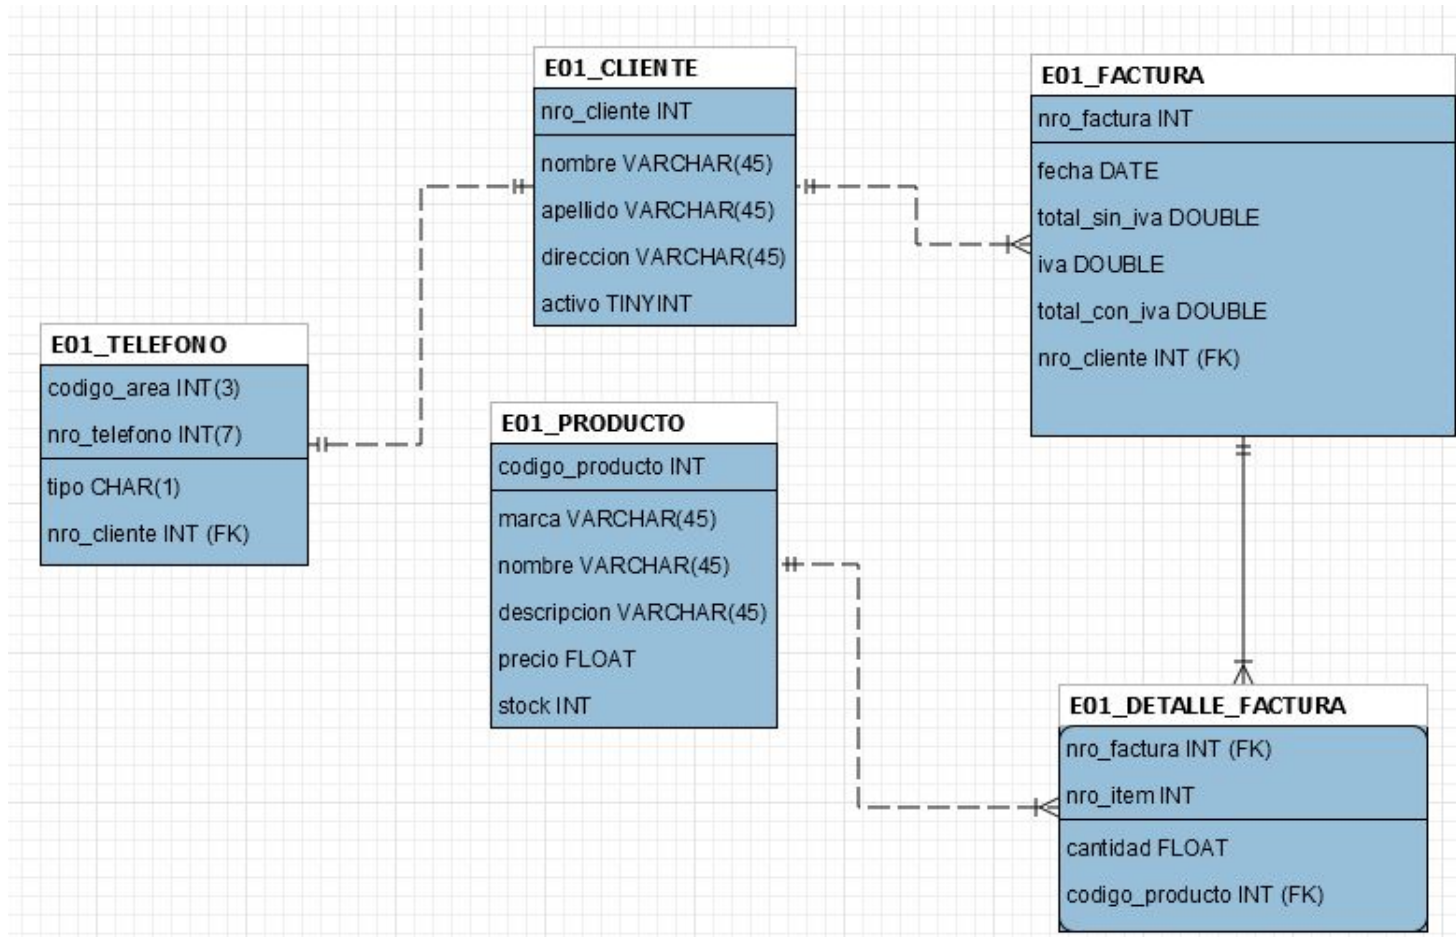 E01_CLIENTE
nro_cliente INT
nombre VARCHAR(45)
apellido VARCHAR(45)
direccion VARCHAR(45)
activo TINYINT
E01_FACTURA
nro_factura INT
fecha DATE
total_sin_iva DOUBLE
iva DOUBLE
total_con_iva DOUBLE
nro_cliente INT (FK)
E01_TELEFONO
codigo_area INT(3)
nro_telefono INT(7)
tipo CHAR(1)
nro_cliente INT (FK)
E01_PRODUCTO
codigo_producto INT
marca VARCHAR(45)
nombre VARCHAR(45)
descripcion VARCHAR(45)
precio FLOAT
stock INT
E01_DETALLE_FACTURA
nro_factura INT (FK)
nro_item INT
cantidad FLOAT
codigo_producto INT (FK)